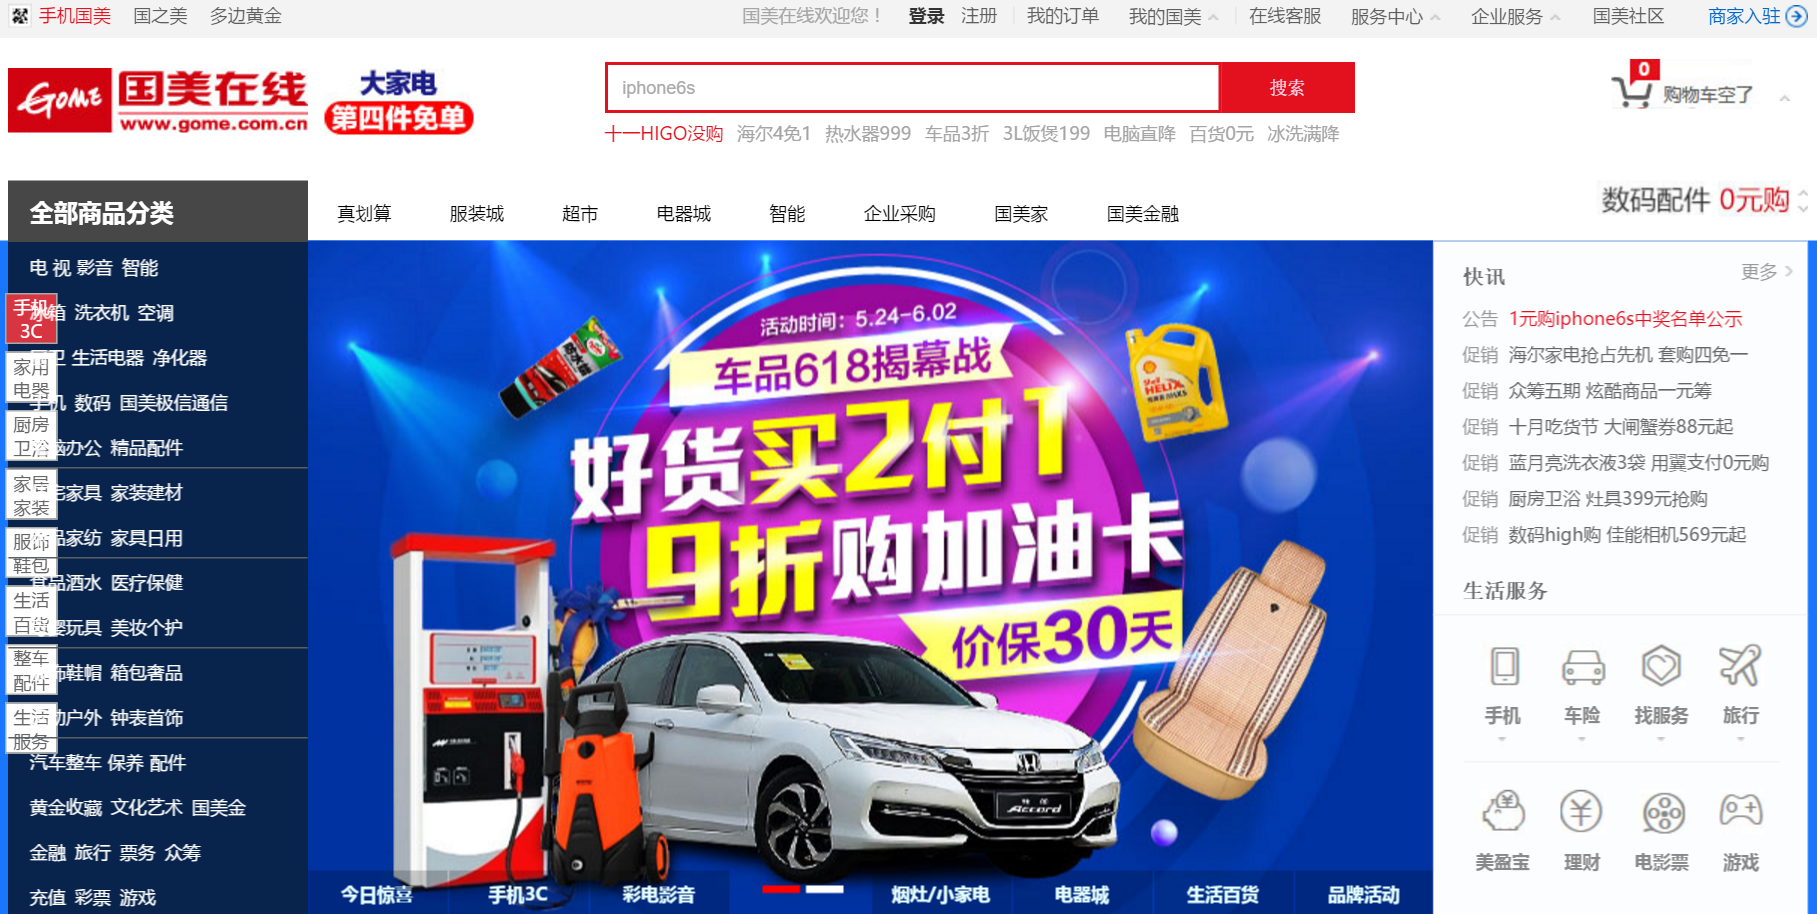 手机国美 国之美 多边黄金 国美在线欢迎您！ 登录 注册 我的订单 我的国美 在线客服 服务中心 企业服务 国美社区 商家入驻
GOME 国美在线
www.gome.com.cn
大家电
第四件免单
iphone6s 搜索
0
购物车空了
十一HIGO没购 海尔4免1 热水器999 车品3折 3L饭煲199 电脑直降 百货0元 冰洗满降
全部商品分类 真划算 服装城 超市 电器城 智能 企业采购 国美家 国美金融
数码配件 0元购
电 视 影音 智能
冰箱 洗衣机 空调
生活电器 净化器
手机 数码 国美极信通信
脑办公 精品配件
家具 家装建材
品家纺 家具日用
食品酒水 医疗保健
婴玩具 美妆个护
饰鞋帽 箱包奢品
户外 钟表首饰
汽车整车 保养 配件
黄金收藏 文化艺术 国美金
金融 旅行 票务 众筹
充值 彩票 游戏
手机
3C
家用
电器
厨房
卫浴
家居
家装
服饰
鞋包
生活
百货
整车
配件
生活
服务
活动时间：5.24-6.02
车品618揭幕战
好货买2付1
9折购加油卡
价保30天
Shell
HELIX
Accord
今日惊喜 手机3C 彩电影音 烟灶/小家电 电器城 生活百货 品牌活动
快讯 更多
公告 1元购iphone6s中奖名单公示
促销 海尔家电抢占先机 套购四免一
促销 众筹五期 炫酷商品一元筹
促销 十月吃货节 大闸蟹券88元起
促销 蓝月亮洗衣液3袋 用翼支付0元购
促销 厨房卫浴 灶具399元抢购
促销 数码high购 佳能相机569元起
生活服务
手机 车险 找服务 旅行
美盈宝 理财 电影票 游戏